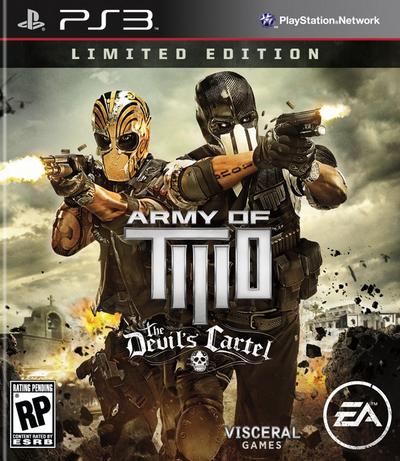 PS3
PlayStation®Network
LIMITED EDITION
ARMY OF
TWO
the
Devil's Cartel
RATING PENDING
RP
CONTENT RATED BY
ESRB
VISCERAL
GAMES
EA